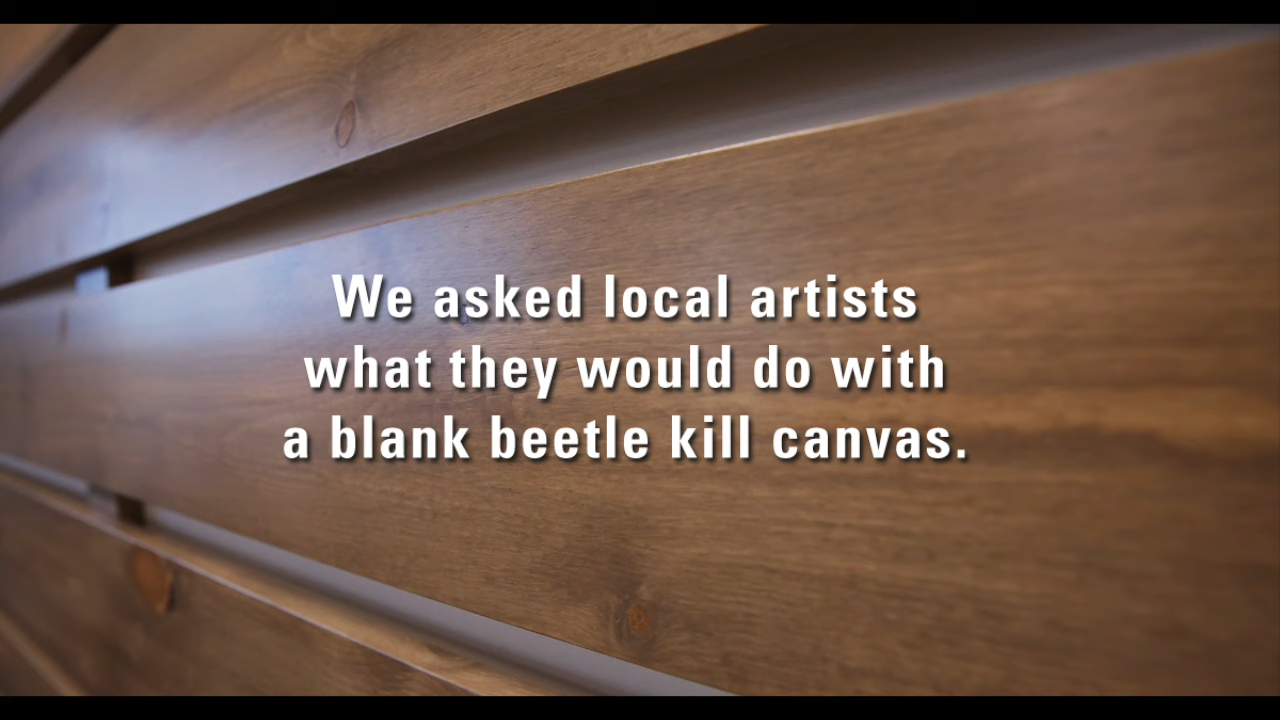 We asked local artists
what they would do with
a blank beetle kill canvas.